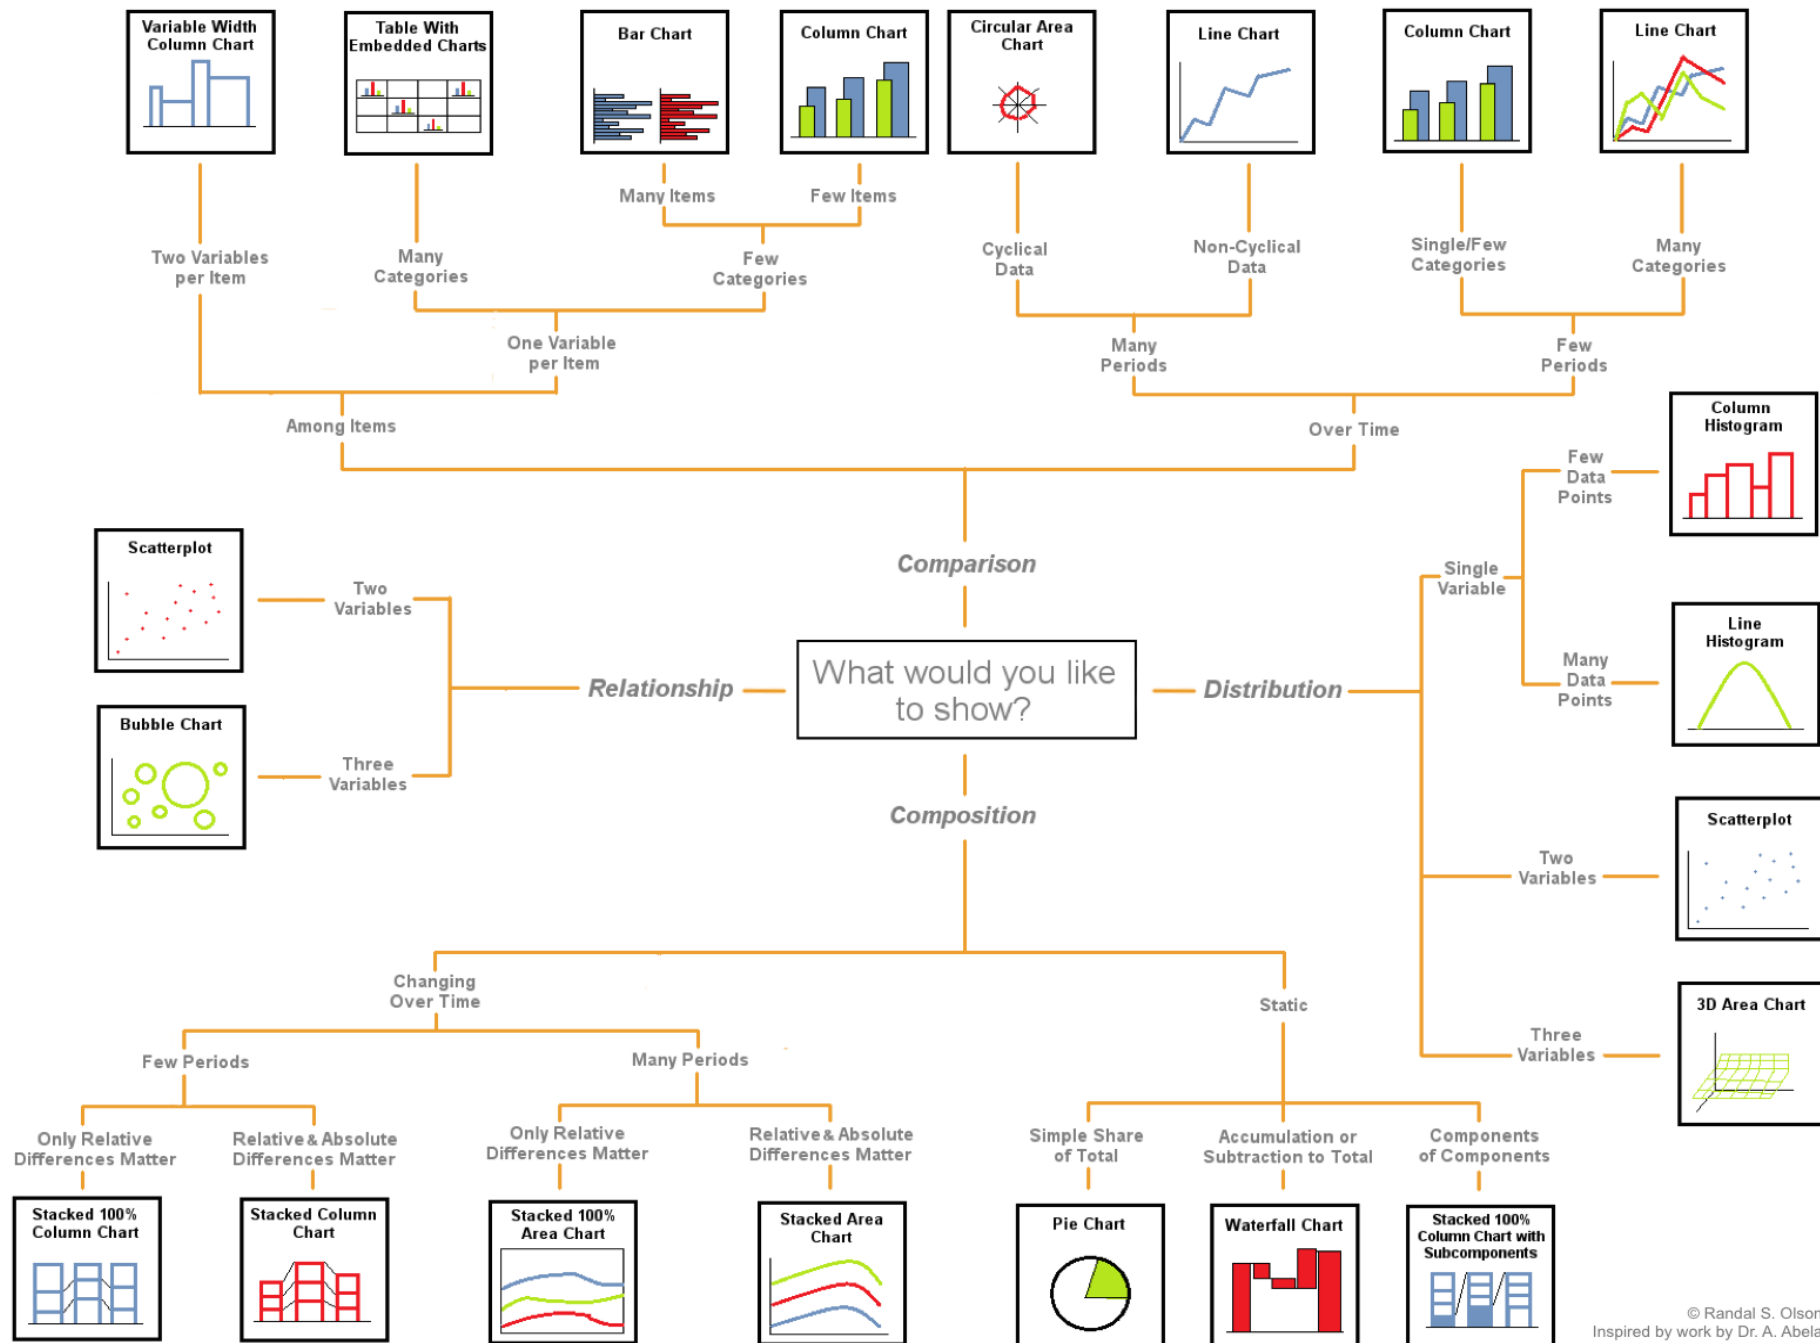 Variable Width
Column Chart
Table With
Embedded Charts
Bar Chart
Column Chart
Circular Area
Chart
Line Chart
Column Chart
Line Chart
Many Items
Few Items
Two Variables
per Item
Many
Categories
Few
Categories
Cyclical
Data
Non-Cyclical
Data
Single/Few
Categories
Many
Categories
One Variable
per Item
Many
Periods
Few
Periods
Among Items
Over Time
Column
Histogram
Few
Data
Points
Scatterplot
Two
Variables
Comparison
Single
Variable
Line
Histogram
Many
Data
Points
Relationship
What would you like
to show?
Distribution
Bubble Chart
Three
Variables
Composition
Scatterplot
Two
Variables
Changing
Over Time
Static
3D Area Chart
Three
Variables
Few Periods
Many Periods
Only Relative
Differences Matter
Relative & Absolute
Differences Matter
Only Relative
Differences Matter
Relative & Absolute
Differences Matter
Simple Share
of Total
Accumulation or
Subtraction to Total
Components
of Components
Stacked 100%
Column Chart
Stacked Column
Chart
Stacked 100%
Area Chart
Stacked Area
Chart
Pie Chart
Waterfall Chart
Stacked 100%
Column Chart with
Subcomponents
© Randal S. Olson
Inspired by work by Dr. A. Abela